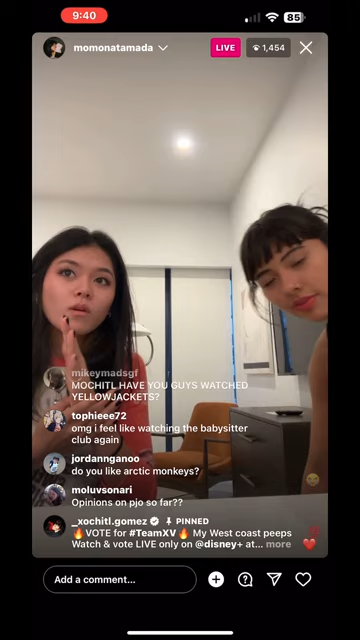 9:40
85
momonatamada
LIVE
1,454
mikeymadsgf
MOCHITL HAVE YOU GUYS WATCHED
YELLOWJACKETS?
tophieee72
omg i feel like watching the babysitter
club again
jordannganoo
do you like arctic monkeys?
moluvsonari
Opinions on pjo so far??
_xochitl.gomez PINNED
🔥VOTE for #TeamXV🔥 My West coast peeps
Watch & vote LIVE only on @disney+ at... more
Add a comment...